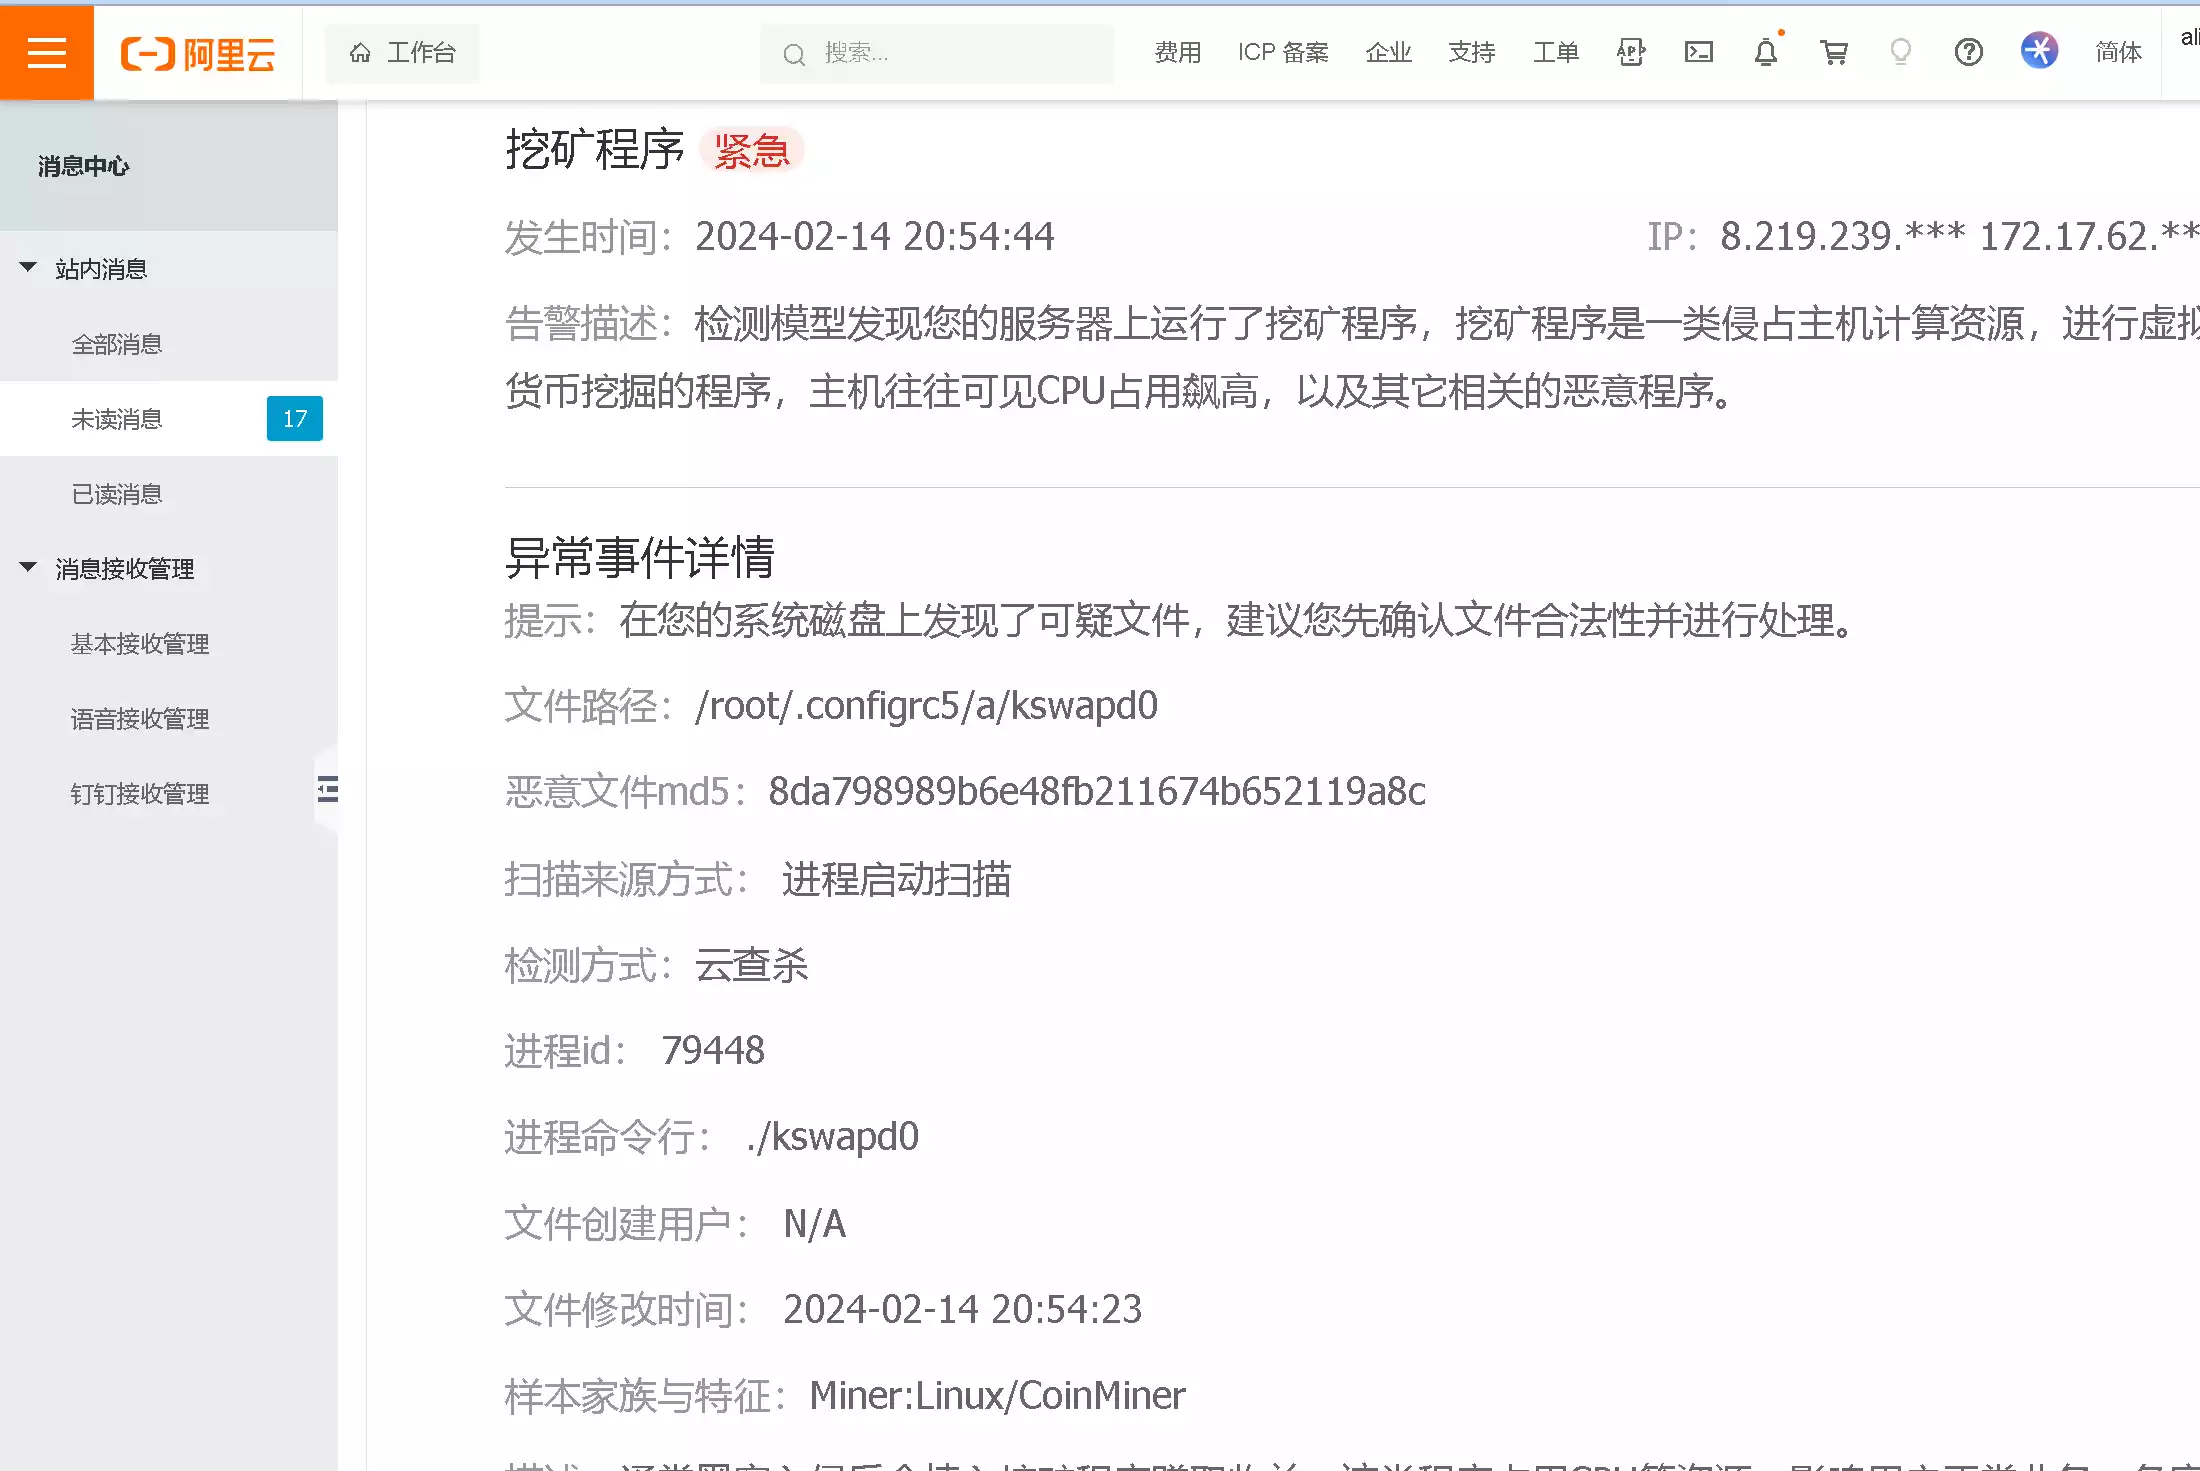 阿里云
工作台
搜索...
费用
ICP 备案
企业
支持
工单
简体
消息中心
站内消息
全部消息
未读消息 17
已读消息
消息接收管理
基本接收管理
语音接收管理
钉钉接收管理
挖矿程序 紧急
发生时间：2024-02-14 20:54:44
IP：8.219.239.*** 172.17.62.**
告警描述：检测模型发现您的服务器上运行了挖矿程序，挖矿程序是一类侵占主机计算资源，进行虚拟
货币挖掘的程序，主机往往可见CPU占用飙高，以及其它相关的恶意程序。
异常事件详情
提示：在您的系统磁盘上发现了可疑文件，建议您先确认文件合法性并进行处理。
文件路径：/root/.configrc5/a/kswapd0
恶意文件md5：8da798989b6e48fb211674b652119a8c
扫描来源方式： 进程启动扫描
检测方式：云查杀
进程id： 79448
进程命令行： ./kswapd0
文件创建用户： N/A
文件修改时间： 2024-02-14 20:54:23
样本家族与特征：Miner:Linux/CoinMiner